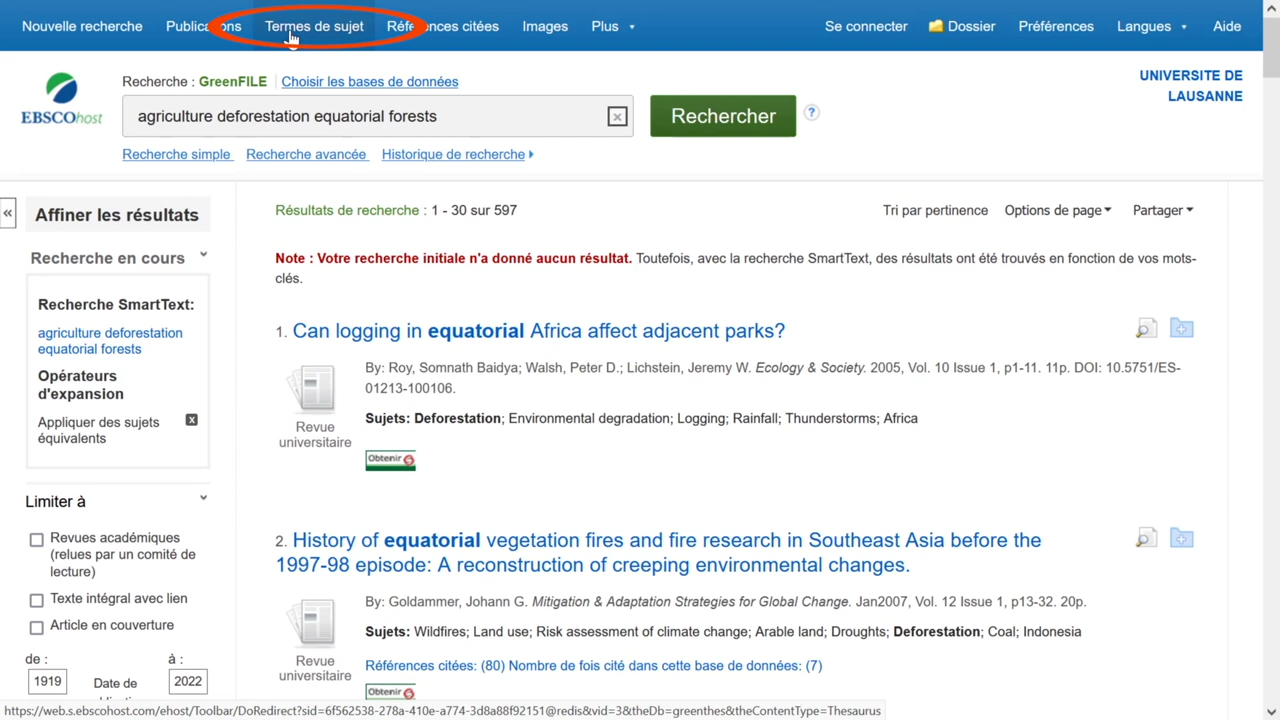 Nouvelle recherche Publications Termes de sujet Références citées Images Plus Se connecter Dossier Préférences Langues Aide
EBSCOhost
Recherche : GreenFILE Choisir les bases de données
UNIVERSITE DE
LAUSANNE
agriculture deforestation equatorial forests
Rechercher
?
Recherche simple Recherche avancée Historique de recherche
«
Affiner les résultats
Recherche en cours
Recherche SmartText:
agriculture deforestation
equatorial forests
Opérateurs
d'expansion
Appliquer des sujets
équivalents
Limiter à
Revues académiques
(relues par un comité de
lecture)
Texte intégral avec lien
Article en couverture
de : à :
1919 Date de 2022
Résultats de recherche : 1 - 30 sur 597 Tri par pertinence Options de page Partager
Note : Votre recherche initiale n'a donné aucun résultat. Toutefois, avec la recherche SmartText, des résultats ont été trouvés en fonction de vos mots-
clés.
1. Can logging in equatorial Africa affect adjacent parks?
By: Roy, Somnath Baidya; Walsh, Peter D.; Lichstein, Jeremy W. Ecology & Society. 2005, Vol. 10 Issue 1, p1-11. 11p. DOI: 10.5751/ES-
01213-100106.
Sujets: Deforestation; Environmental degradation; Logging; Rainfall; Thunderstorms; Africa
Revue
universitaire
Obtenir
2. History of equatorial vegetation fires and fire research in Southeast Asia before the
1997-98 episode: A reconstruction of creeping environmental changes.
By: Goldammer, Johann G. Mitigation & Adaptation Strategies for Global Change. Jan2007, Vol. 12 Issue 1, p13-32. 20p.
Sujets: Wildfires; Land use; Risk assessment of climate change; Arable land; Droughts; Deforestation; Coal; Indonesia
Revue
universitaire
Références citées: (80) Nombre de fois cité dans cette base de données: (7)
Obtenir
https://web.s.ebscohost.com/ehost/Toolbar/DoRedirect?sid=6f562538-278a-410e-a774-3d8a88f92151@redis&vid=3&theDb=greenthes&theContentType=Thesaurus